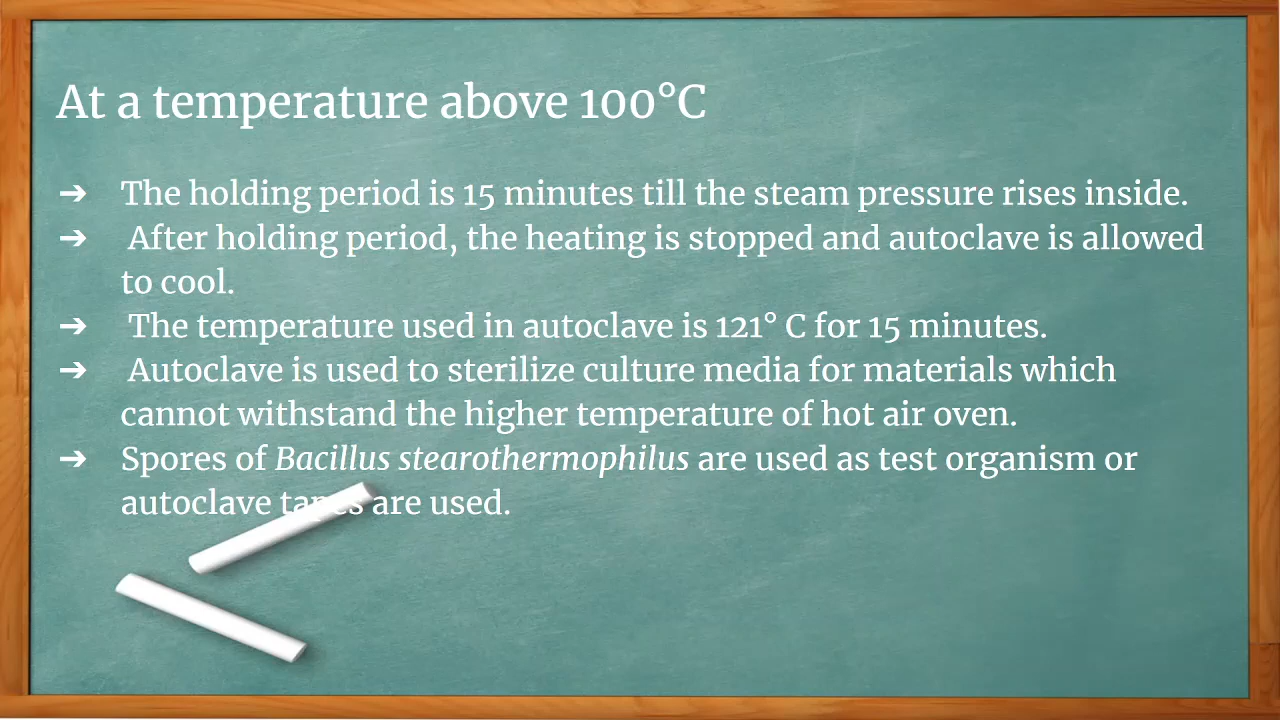 At a temperature above 100°C
➔ The holding period is 15 minutes till the steam pressure rises inside.
➔ After holding period, the heating is stopped and autoclave is allowed
to cool.
➔ The temperature used in autoclave is 121° C for 15 minutes.
➔ Autoclave is used to sterilize culture media for materials which
cannot withstand the higher temperature of hot air oven.
➔ Spores of Bacillus stearothermophilus are used as test organism or
autoclave tapes are used.